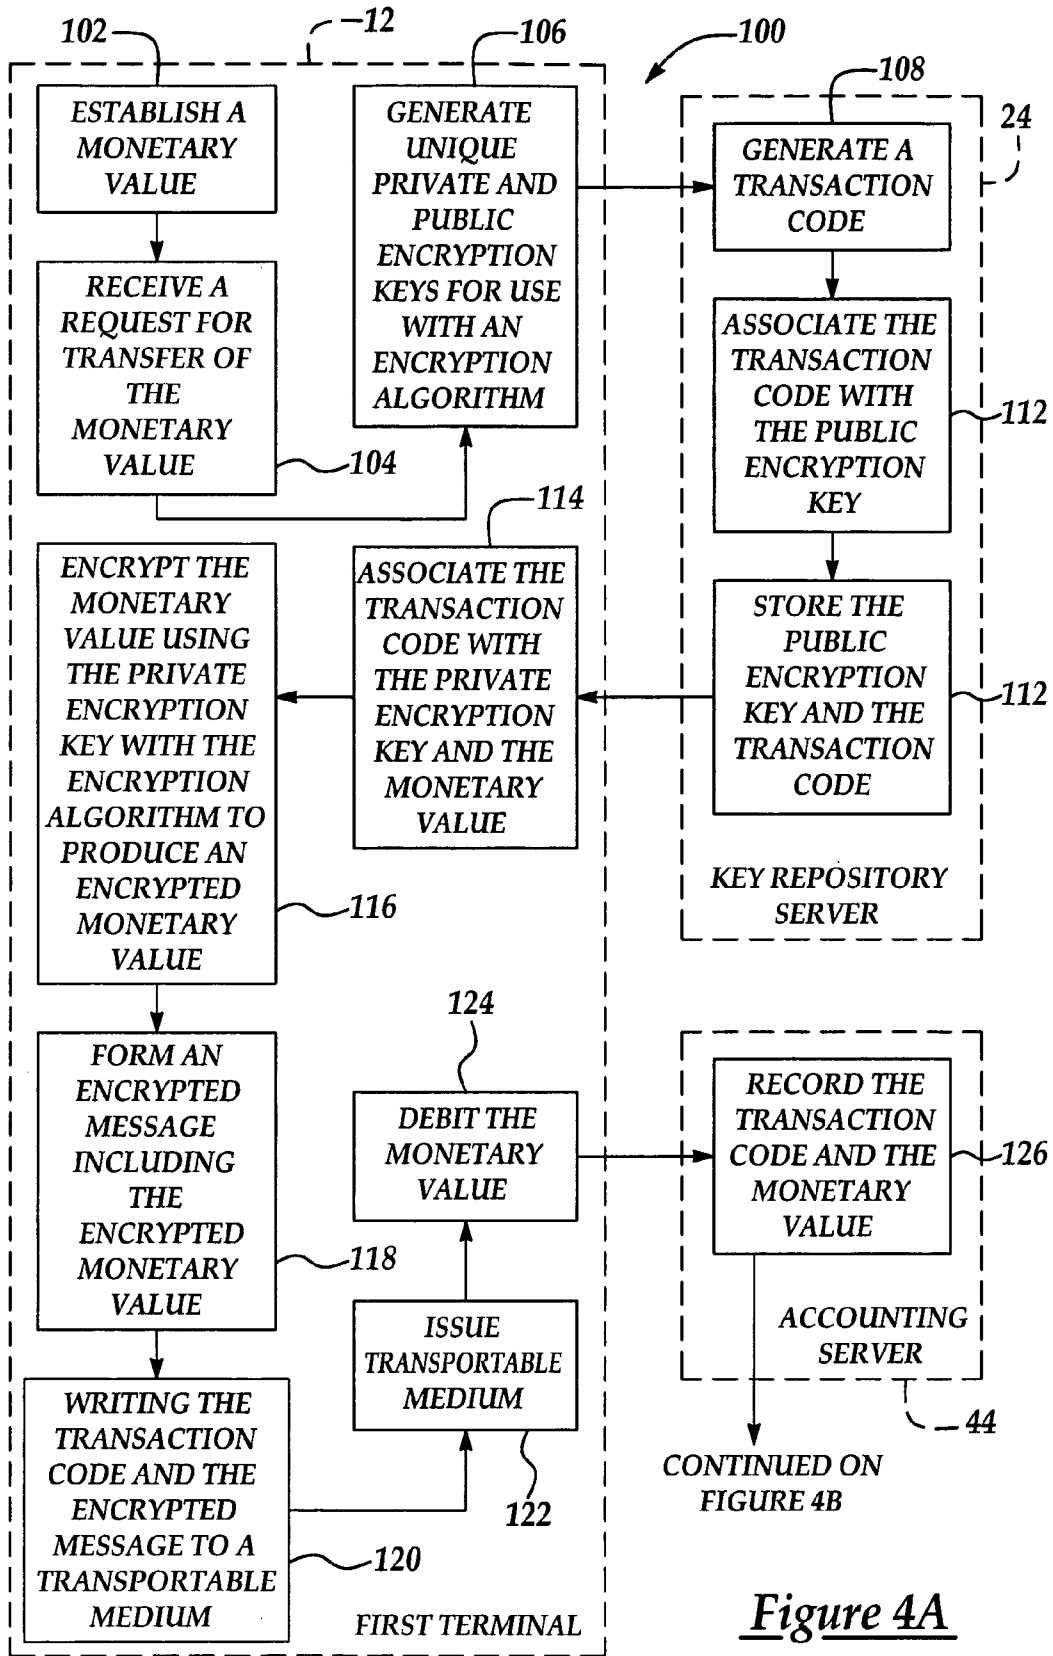 102
12
106
100
108
24
ESTABLISH A
MONETARY
VALUE
GENERATE
UNIQUE
PRIVATE AND
PUBLIC
ENCRYPTION
KEYS FOR USE
WITH AN
ENCRYPTION
ALGORITHM
GENERATE A
TRANSACTION
CODE
RECEIVE A
REQUEST FOR
TRANSFER OF
THE
MONETARY
VALUE
104
ASSOCIATE THE
TRANSACTION
CODE WITH
THE PUBLIC
ENCRYPTION
KEY
112
114
ENCRYPT THE
MONETARY
VALUE USING
THE PRIVATE
ENCRYPTION
KEY WITH THE
ENCRYPTION
ALGORITHM TO
PRODUCE AN
ENCRYPTED
MONETARY
VALUE
116
ASSOCIATE THE
TRANSACTION
CODE WITH
THE PRIVATE
ENCRYPTION
KEY AND THE
MONETARY
VALUE
STORE THE
PUBLIC
ENCRYPTION
KEY AND THE
TRANSACTION
CODE
112
KEY REPOSITORY
SERVER
124
FORM AN
ENCRYPTED
MESSAGE
INCLUDING
THE
ENCRYPTED
MONETARY
VALUE
118
DEBIT THE
MONETARY
VALUE
RECORD THE
TRANSACTION
CODE AND THE
MONETARY
VALUE
126
ISSUE
TRANSPORTABLE
MEDIUM
122
ACCOUNTING
SERVER
44
WRITING THE
TRANSACTION
CODE AND THE
ENCRYPTED
MESSAGE TO A
TRANSPORTABLE
MEDIUM
120
CONTINUED ON
FIGURE 4B
FIRST TERMINAL
Figure 4A